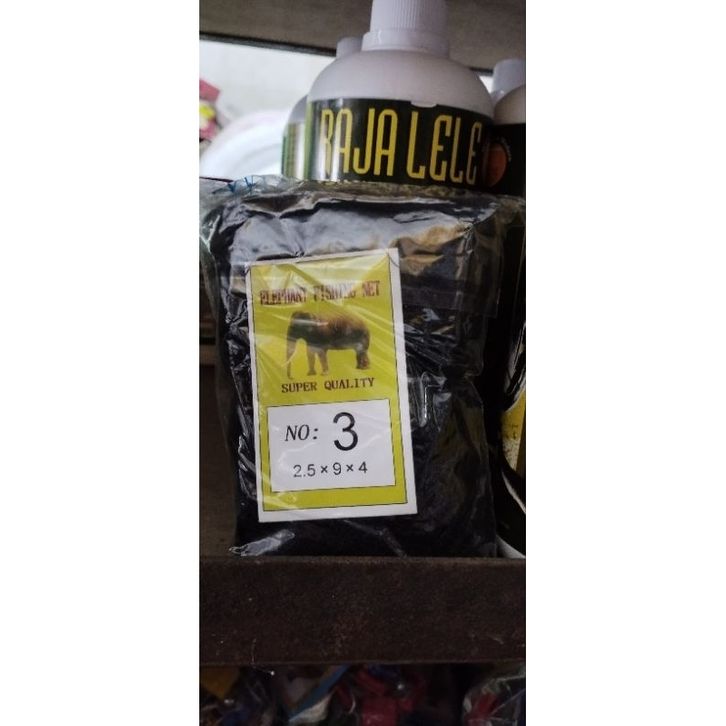 RAJA LELE
ELEPHANT FISHING NET
SUPER QUALITY
NO: 3
2.5×9×4